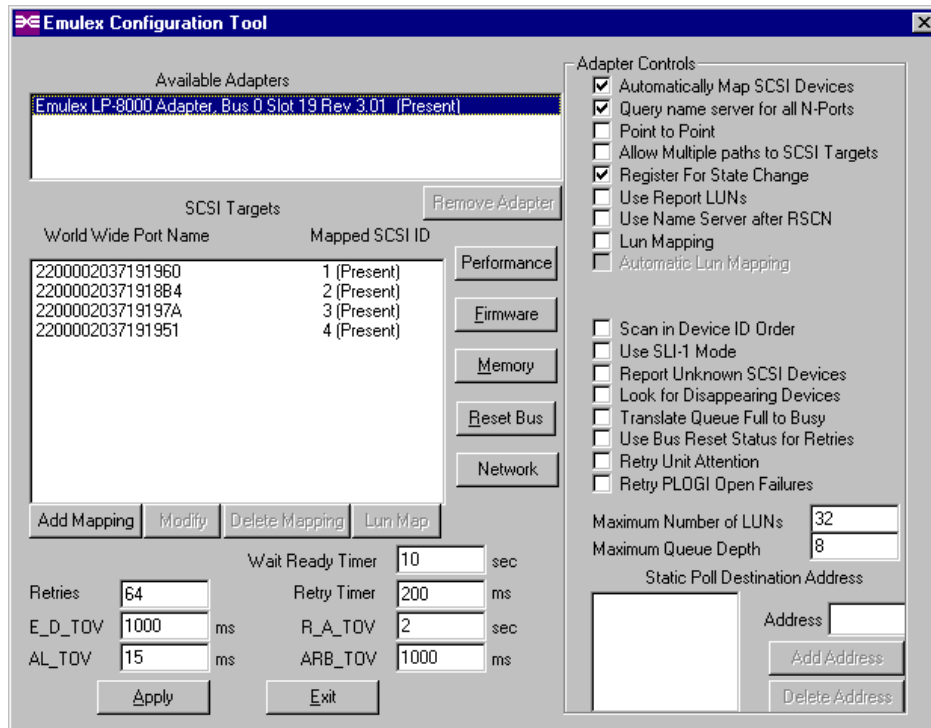 Emulex Configuration Tool
Available Adapters
Emulex LP-8000 Adapter, Bus 0 Slot 19 Rev 3.01 (Present)
Remove Adapter
SCSI Targets
World Wide Port Name Mapped SCSI ID
2200002037191960 1 (Present)
22000020371918B4 2 (Present)
220000203719197A 3 (Present)
2200002037191951 4 (Present)
Performance
Firmware
Memory
Reset Bus
Network
Add Mapping Modify Delete Mapping Lun Map
Wait Ready Timer 10 sec
Retries 64 Retry Timer 200 ms
E_D_TOV 1000 ms R_A_TOV 2 sec
AL_TOV 15 ms ARB_TOV 1000 ms
Apply Exit
Adapter Controls
Automatically Map SCSI Devices
Query name server for all N-Ports
Point to Point
Allow Multiple paths to SCSI Targets
Register For State Change
Use Report LUNs
Use Name Server after RSCN
Lun Mapping
Automatic Lun Mapping
Scan in Device ID Order
Use SLI-1 Mode
Report Unknown SCSI Devices
Look for Disappearing Devices
Translate Queue Full to Busy
Use Bus Reset Status for Retries
Retry Unit Attention
Retry PLOGI Open Failures
Maximum Number of LUNs 32
Maximum Queue Depth 8
Static Poll Destination Address
Address
Add Address
Delete Address